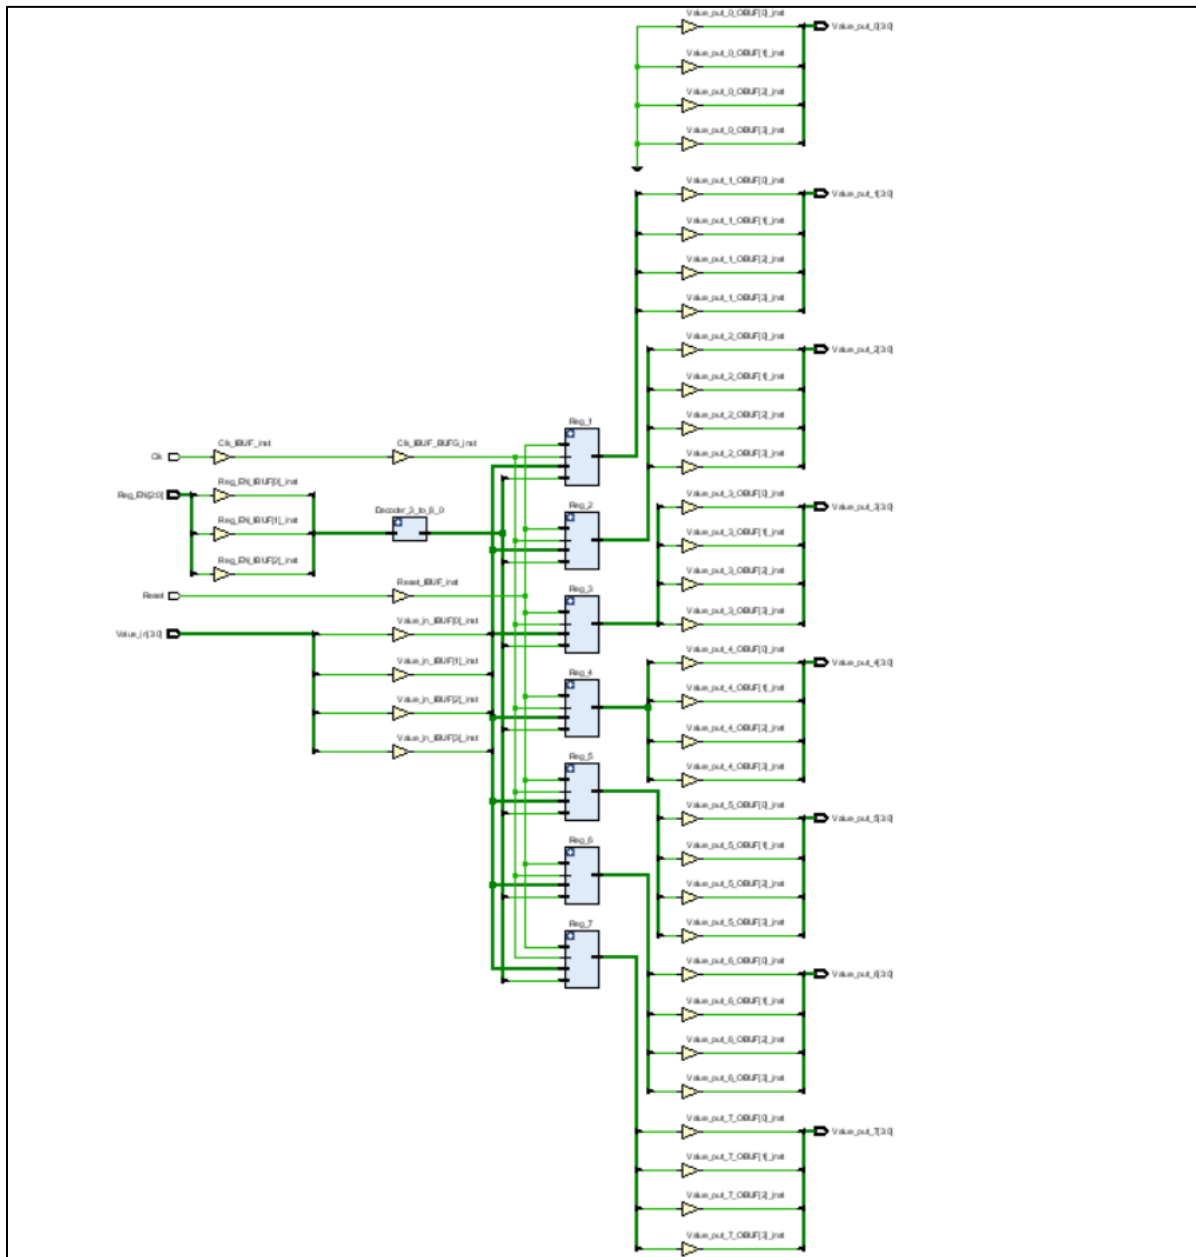 Value_out_0_OBUF[0]_inst
Value_out_0[3:0]
Value_out_0_OBUF[1]_inst
Value_out_0_OBUF[2]_inst
Value_out_0_OBUF[3]_inst
Value_out_1_OBUF[0]_inst
Value_out_1[3:0]
Value_out_1_OBUF[1]_inst
Value_out_1_OBUF[2]_inst
Value_out_1_OBUF[3]_inst
Value_out_2_OBUF[0]_inst
Value_out_2[3:0]
Value_out_2_OBUF[1]_inst
Value_out_2_OBUF[2]_inst
Value_out_2_OBUF[3]_inst
Reg_1
Clk_IBUF_inst
Clk_IBUF_BUFG_inst
Clk
Reg_EN[2:0]
Reg_EN_IBUF[0]_inst
Reg_EN_IBUF[1]_inst
Reg_EN_IBUF[2]_inst
Decoder_3_to_8_0
Reg_2
Value_out_3_OBUF[0]_inst
Value_out_3[3:0]
Value_out_3_OBUF[1]_inst
Value_out_3_OBUF[2]_inst
Value_out_3_OBUF[3]_inst
Reset
Reset_IBUF_inst
Reg_3
Value_in[3:0]
Value_in_IBUF[0]_inst
Value_in_IBUF[1]_inst
Value_in_IBUF[2]_inst
Value_in_IBUF[3]_inst
Reg_4
Value_out_4_OBUF[0]_inst
Value_out_4[3:0]
Value_out_4_OBUF[1]_inst
Value_out_4_OBUF[2]_inst
Value_out_4_OBUF[3]_inst
Reg_5
Value_out_5_OBUF[0]_inst
Value_out_5[3:0]
Value_out_5_OBUF[1]_inst
Value_out_5_OBUF[2]_inst
Value_out_5_OBUF[3]_inst
Reg_6
Reg_7
Value_out_6_OBUF[0]_inst
Value_out_6[3:0]
Value_out_6_OBUF[1]_inst
Value_out_6_OBUF[2]_inst
Value_out_6_OBUF[3]_inst
Value_out_7_OBUF[0]_inst
Value_out_7[3:0]
Value_out_7_OBUF[1]_inst
Value_out_7_OBUF[2]_inst
Value_out_7_OBUF[3]_inst